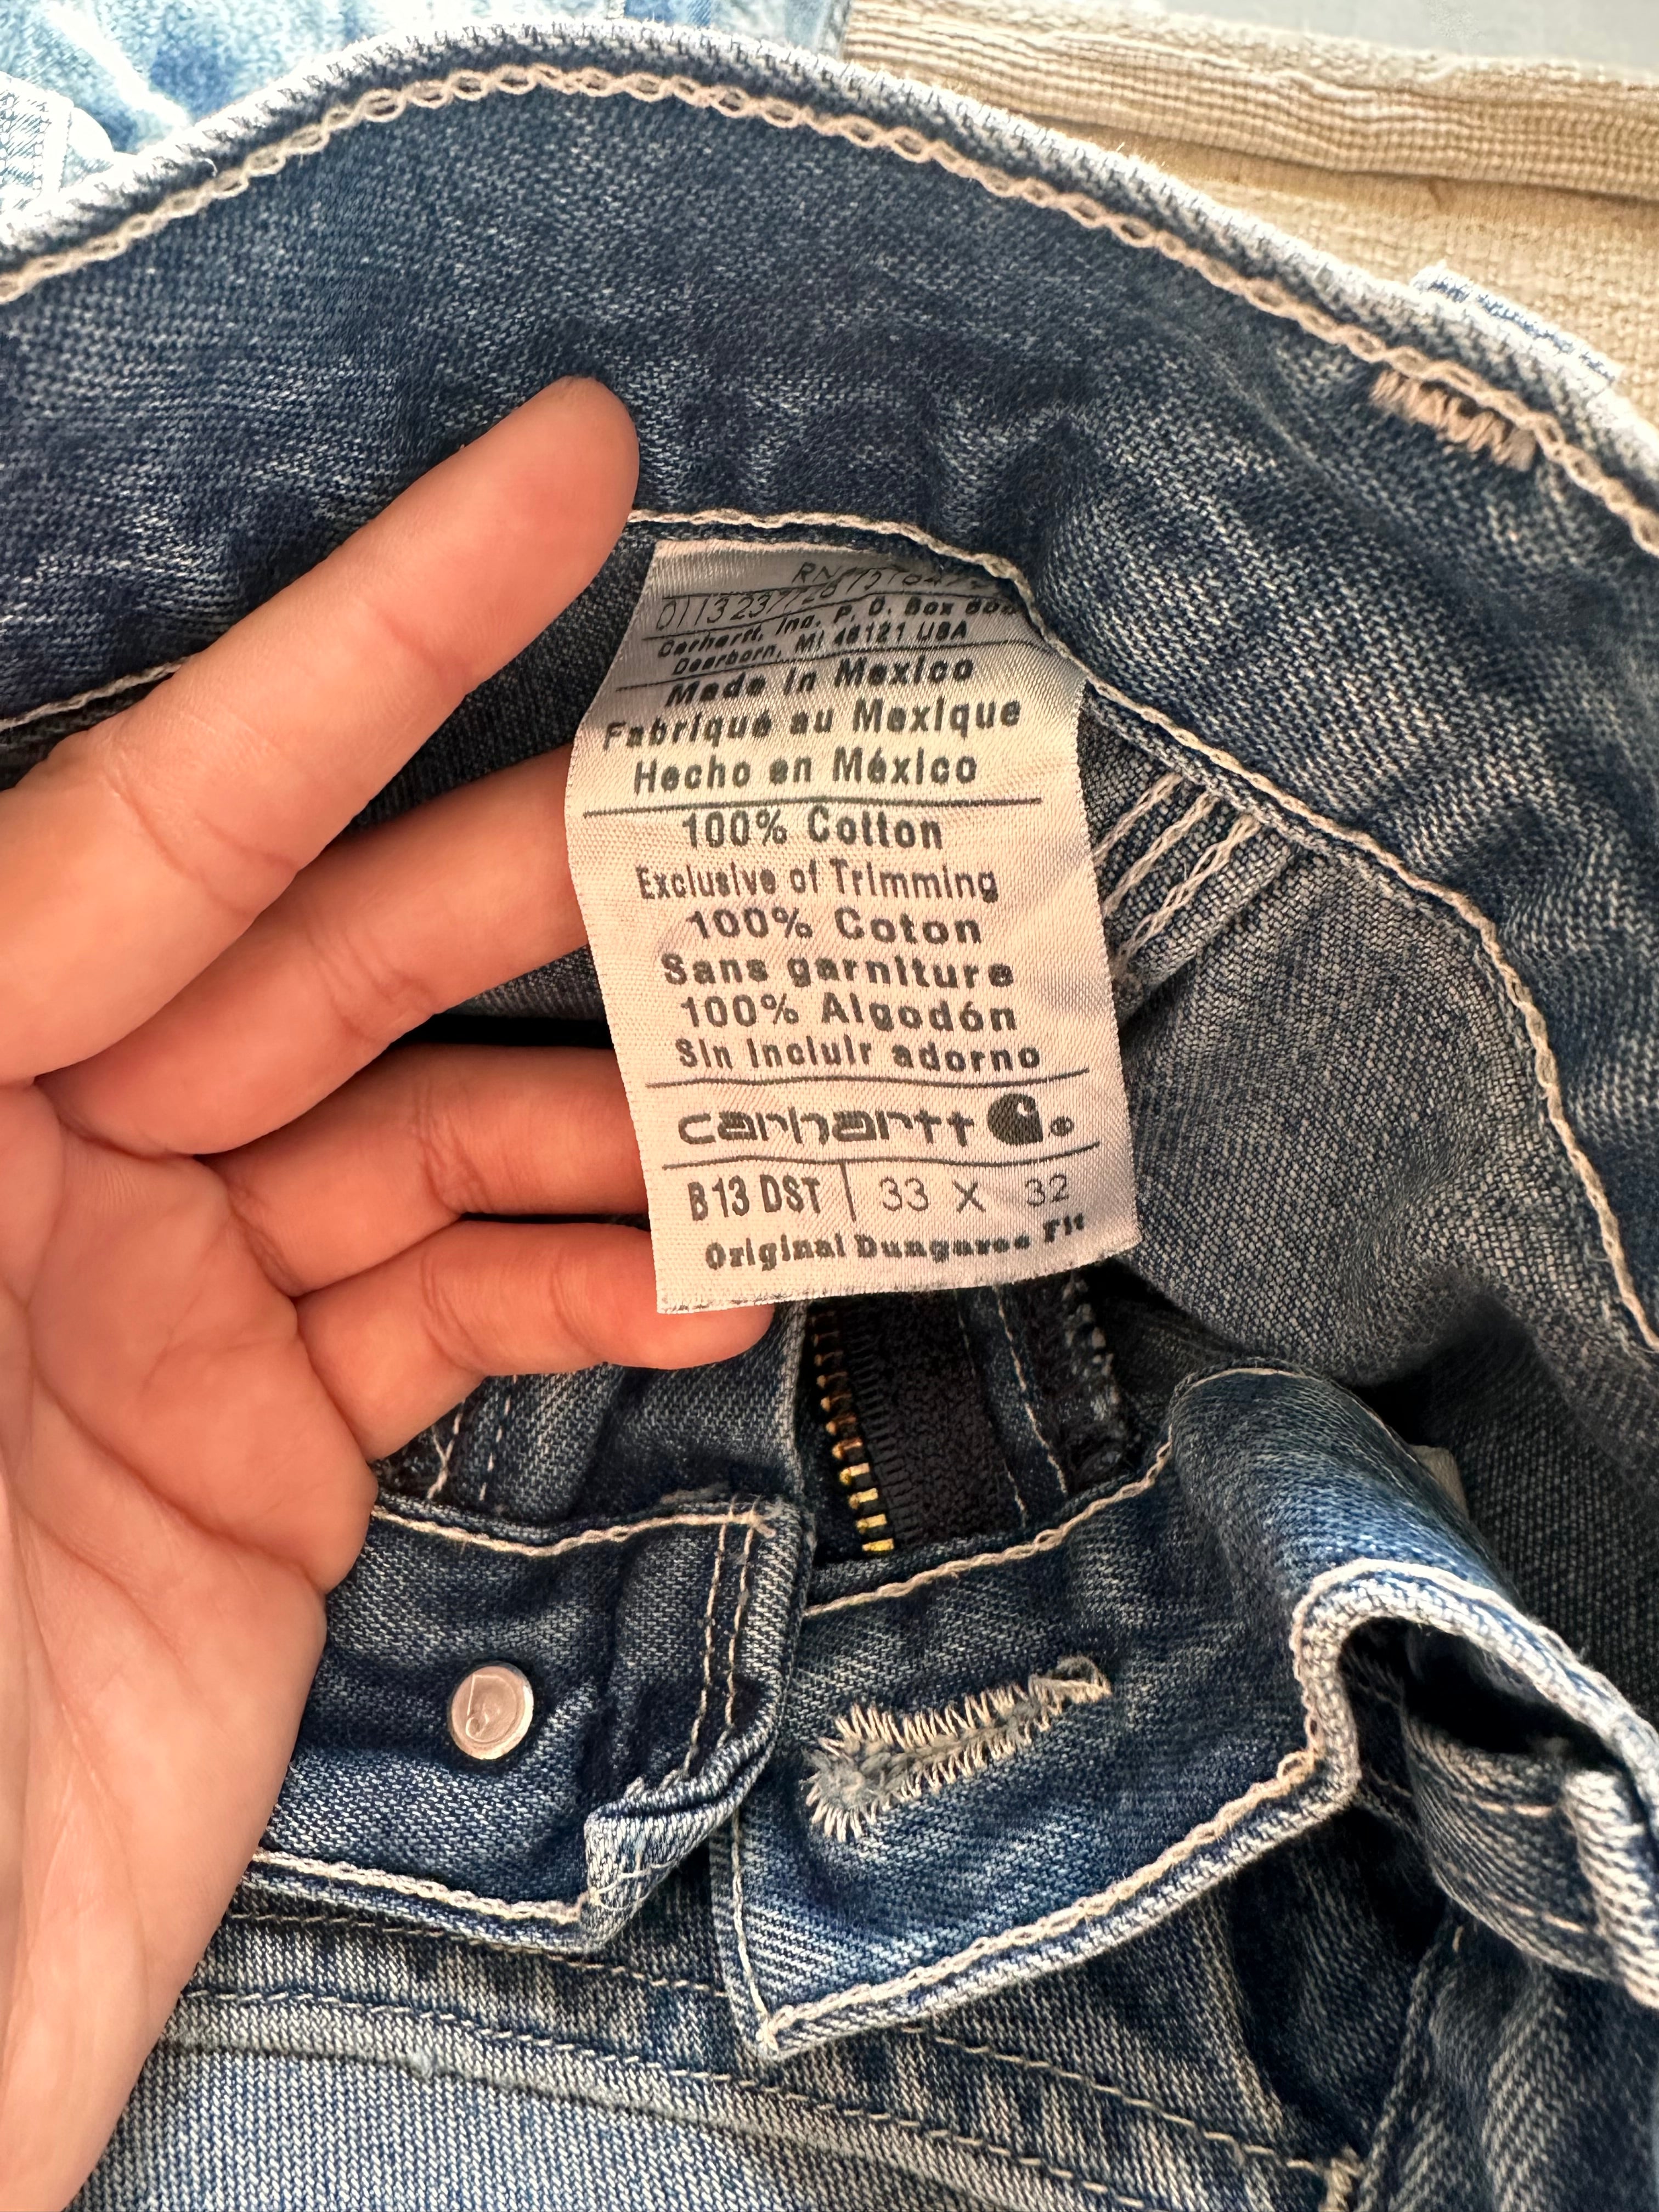 RN
Carhartt, Inc. P. O. Box
Dearborn, MI 48121 USA
Made in Mexico
Fabriqué au Mexique
Hecho en México
100% Cotton
Exclusive of Trimming
100% Coton
Sans garniture
100% Algodón
Sin incluir adorno
carhartt ®
B13 DST | 33 X 32
Original Dungaree Fit